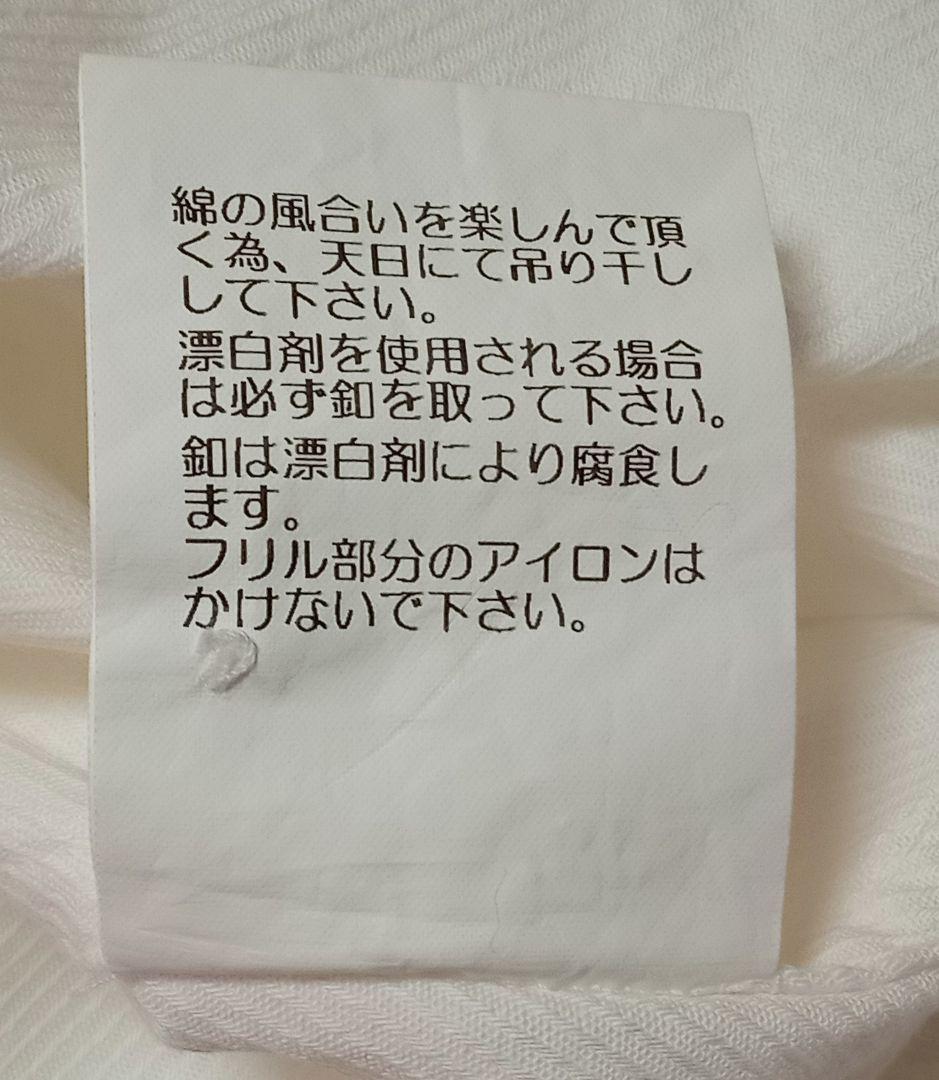 綿の風合いを楽しんで頂
く為、天日にて吊り干し
して下さい。
漂白剤を使用される場合
は必ず釦を取って下さい。
釦は漂白剤により腐食し
ます。
フリル部分のアイロンは
かけないで下さい。